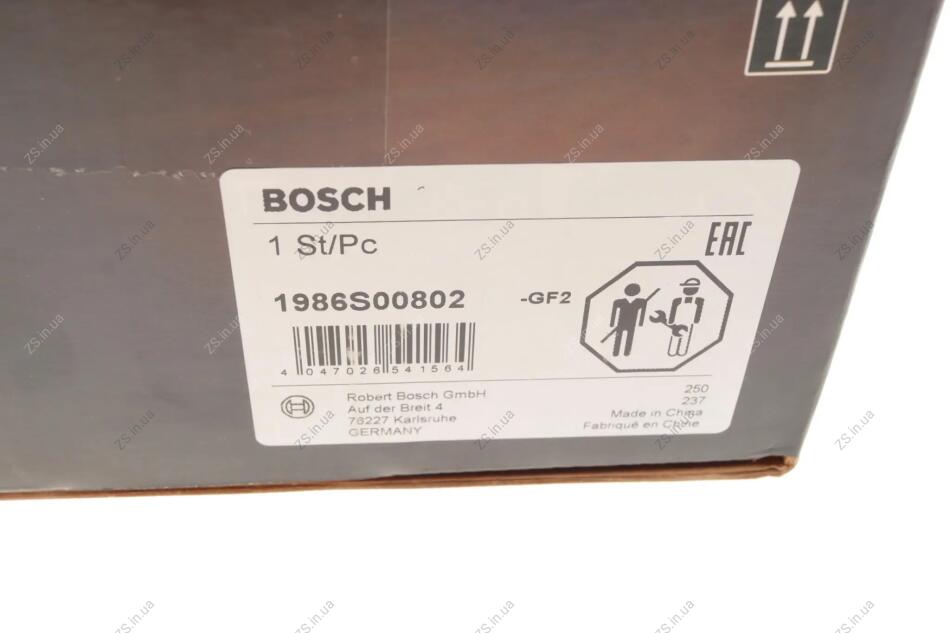 BOSCH
1 St/Pc
EAC
1986S00802
-GF2
4 047026 541564
Robert Bosch GmbH
Auf der Breit 4
76227 Karlsruhe
GERMANY
250
237
Made in China
Fabriqué en Chine
ZS.in.ua